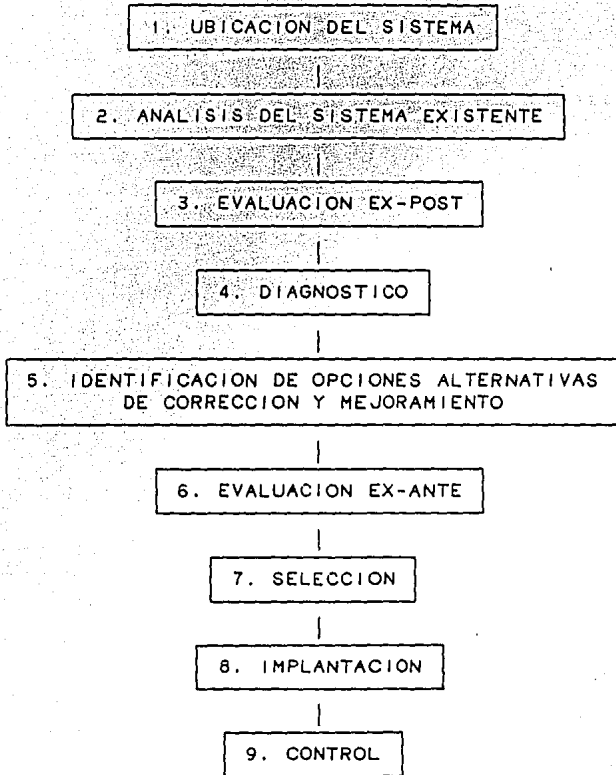 1. UBICACION DEL SISTEMA
2. ANALISIS DEL SISTEMA EXISTENTE
3. EVALUACION EX-POST
4. DIAGNOSTICO
5. IDENTIFICACION DE OPCIONES ALTERNATIVAS
DE CORRECCION Y MEJORAMIENTO
6. EVALUACION EX-ANTE
7. SELECCION
8. IMPLANTACION
9. CONTROL